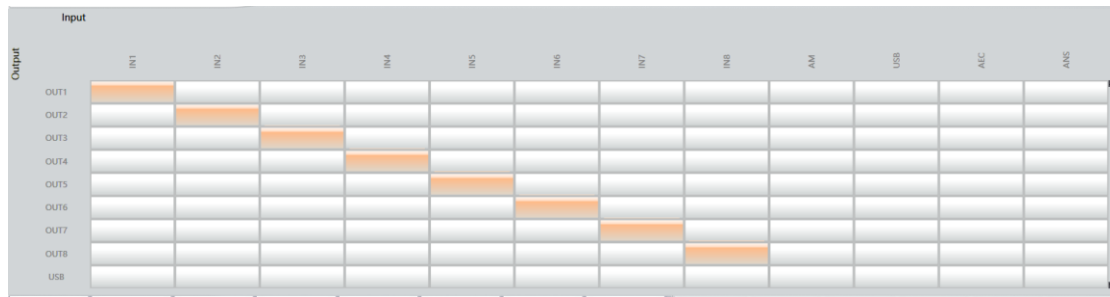 Input
Output
IN1 IN2 IN3 IN4 IN5 IN6 IN7 IN8 AM USB AEC ANS
OUT1
OUT2
OUT3
OUT4
OUT5
OUT6
OUT7
OUT8
USB